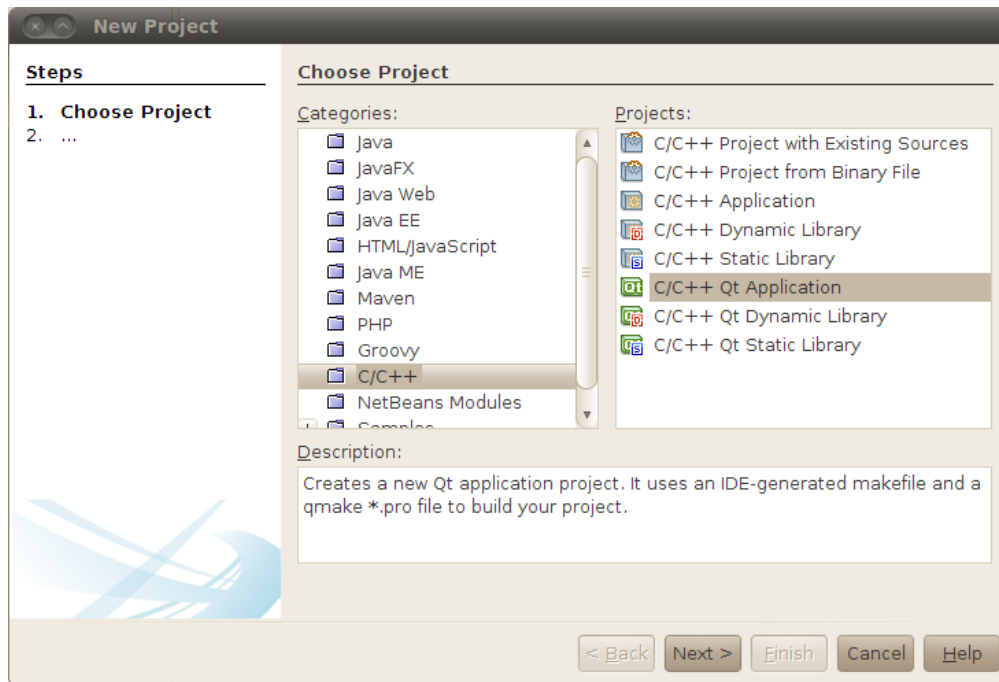 New Project
Steps
1. Choose Project
2. ...
Choose Project
Categories:
Java
JavaFX
Java Web
Java EE
HTML/JavaScript
Java ME
Maven
PHP
Groovy
C/C++
NetBeans Modules
Samples
Projects:
C/C++ Project with Existing Sources
C/C++ Project from Binary File
C/C++ Application
C/C++ Dynamic Library
C/C++ Static Library
C/C++ Qt Application
C/C++ Qt Dynamic Library
C/C++ Qt Static Library
Description:
Creates a new Qt application project. It uses an IDE-generated makefile and a
qmake *.pro file to build your project.
< Back Next > Finish Cancel Help